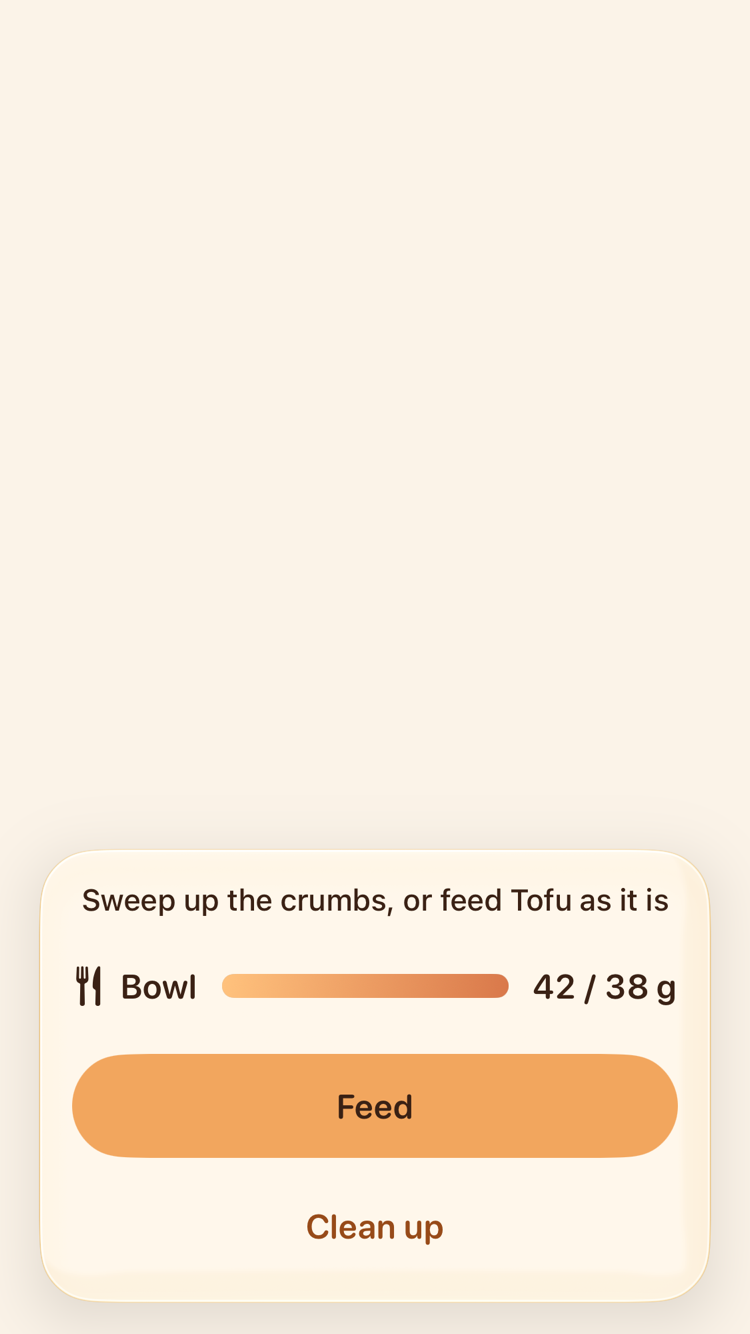 Sweep up the crumbs, or feed Tofu as it is
Bowl 42 / 38 g
Feed
Clean up